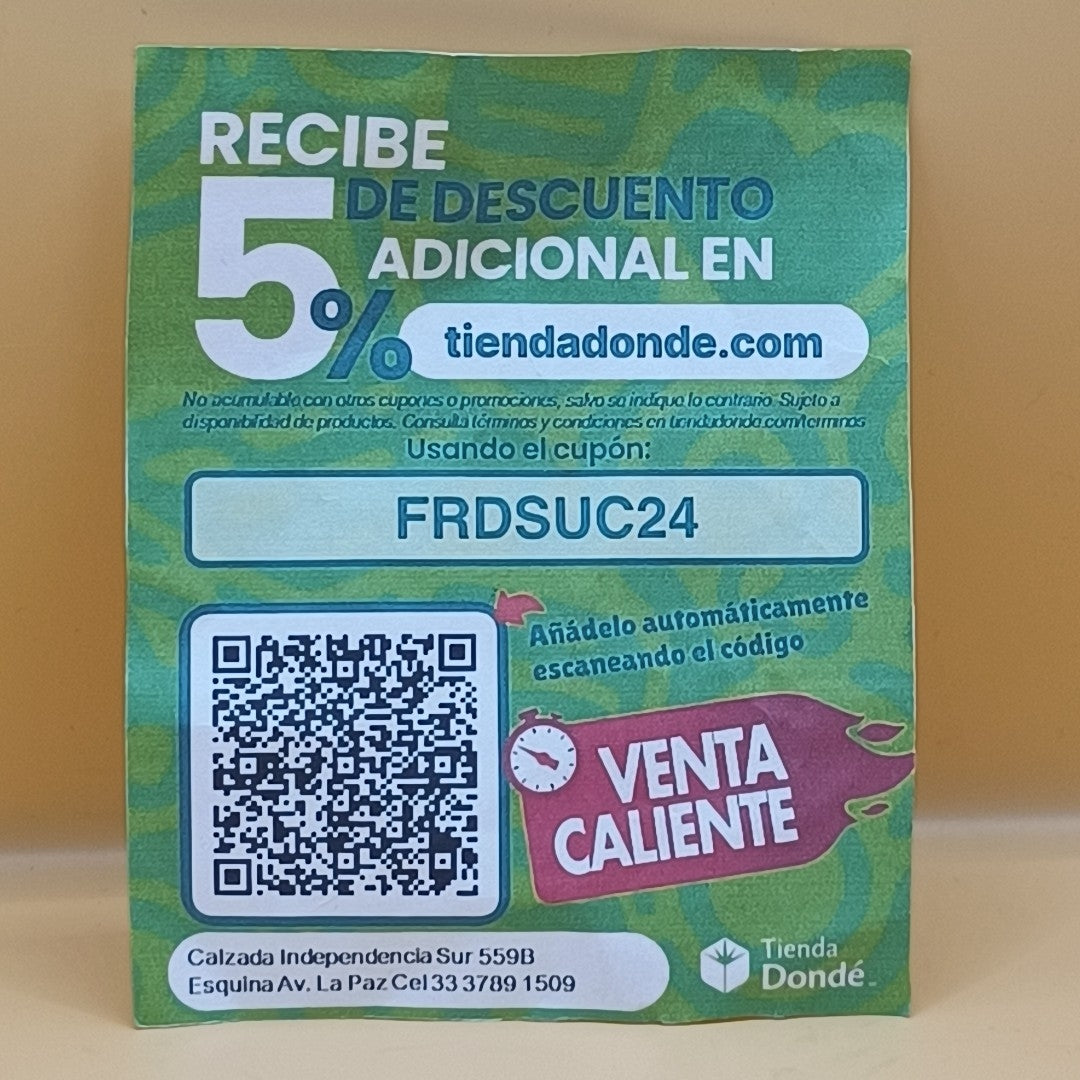 RECIBE
5% DE DESCUENTO
ADICIONAL EN
tiendadonde.com
No acumulable con otros cupones o promociones, salvo se indique lo contrario. Sujeto a
disponibilidad de productos. Consulta términos y condiciones en tiendadonde.com/terminos
Usando el cupón:
FRDSUC24
Añádelo automáticamente
escaneando el código
VENTA
CALIENTE
Calzada Independencia Sur 559B
Esquina Av. La Paz Cel 33 3789 1509
Tienda
Dondé